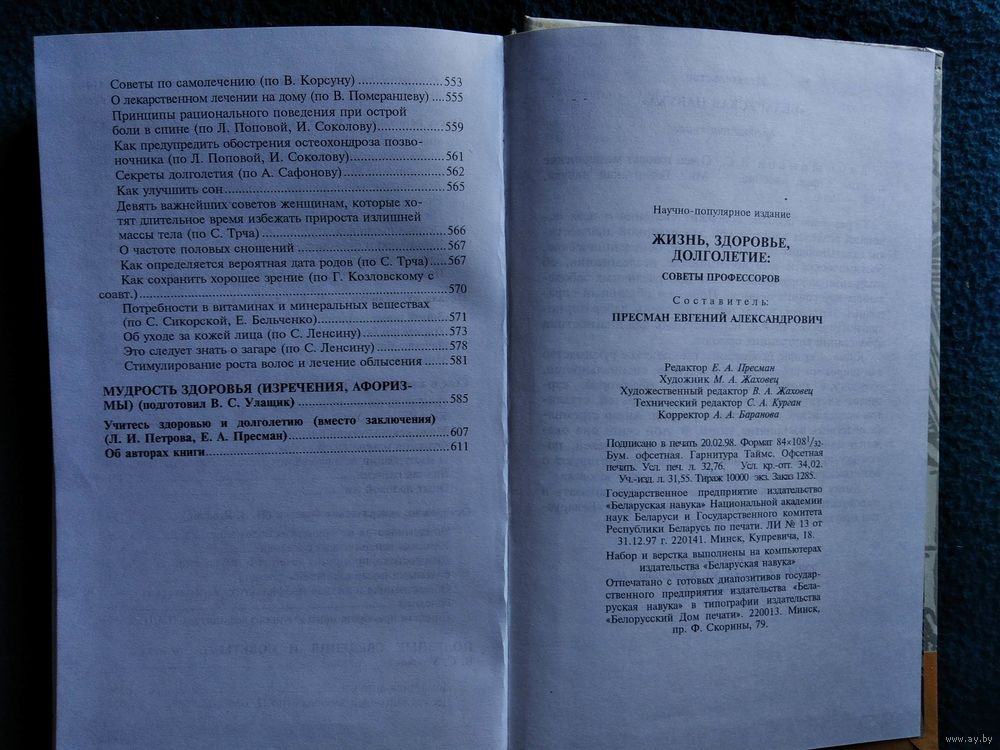 Советы по самолечению (по В. Корсуну) ..................553
О лекарственном лечении на дому (по В. Померанцеву) ....555
Принципы рационального поведения при острой
боли в спине (по Л. Поповой, И. Соколову)..............559
Как предупредить обострения остеохондроза позво-
ночника (по Л. Поповой, И. Соколову)...................561
Секреты долголетия (по А. Сафонову)....................562
Как улучшить сон.......................................565
Девять важнейших советов женщинам, которые хо-
тят длительное время избежать прироста излишней
массы тела (по С. Трча)................................566
О частоте половых сношений ............................567
Как определяется вероятная дата родов (по С. Трча).....567
Как сохранить хорошее зрение (по Г. Козловскому с
соавт.)................................................570
Потребности в витаминах и минеральных веществах
(по С. Сикорской, Е. Бельченко)........................571
Об уходе за кожей лица (по С. Ленсину).................573
Это следует знать о загаре (по С. Ленсину).............578
Стимулирование роста волос и лечение облысения ......581
МУДРОСТЬ ЗДОРОВЬЯ (ИЗРЕЧЕНИЯ, АФОРИЗ-
МЫ) (подготовил В. С. Улащик)..........................585
Учитесь здоровью и долголетию (вместо заключения)
(Л. И. Петрова, Е. А. Пресман).........................607
Об авторах книги.......................................611
Научно-популярное издание
ЖИЗНЬ, ЗДОРОВЬЕ,
ДОЛГОЛЕТИЕ:
СОВЕТЫ ПРОФЕССОРОВ
Составитель:
ПРЕСМАН ЕВГЕНИЙ АЛЕКСАНДРОВИЧ
Редактор Е. А. Пресман
Художник М. А. Жаховец
Художественный редактор В. А. Жаховец
Технический редактор С. А. Курган
Корректор А. А. Баранова
Подписано в печать 20.02.98. Формат 84×108 1/32.
Бум. офсетная. Гарнитура Таймс. Офсетная
печать. Усл. печ. л. 32,76. Усл. кр.-отт. 34,02.
Уч.-изд. л. 31,55. Тираж 10000 экз. Заказ 1285.
Государственное предприятие издательство
«Беларуская навука» Национальной академии
наук Беларуси и Государственного комитета
Республики Беларусь по печати. ЛИ № 13 от
31.12.97 г. 220141. Минск, Купревича, 18.
Набор и верстка выполнены на компьютерах
издательства «Беларуская навука»
Отпечатано с готовых диапозитивов государ-
ственного предприятия издательства «Бела-
руская навука» в типографии издательства
«Белорусский Дом печати». 220013. Минск,
пр. Ф. Скорины, 79.
www.ay.by